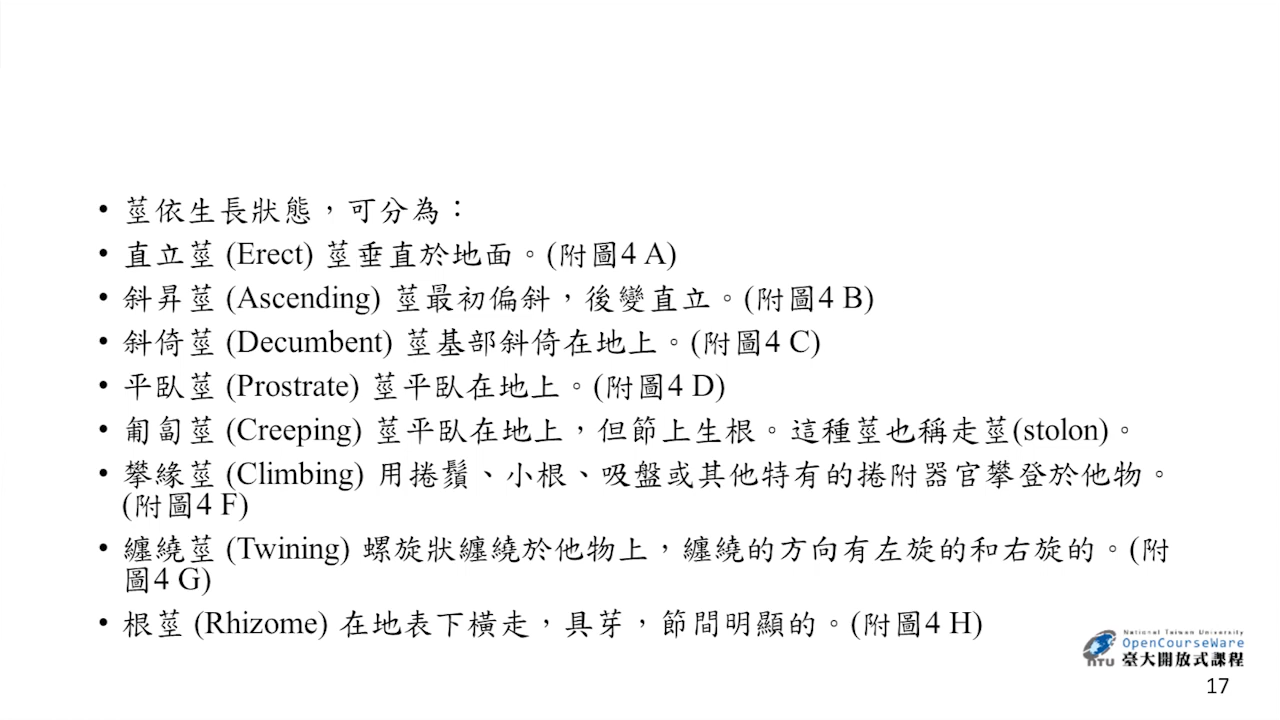 • 莖依生長狀態，可分為：
• 直立莖 (Erect) 莖垂直於地面。(附圖4 A)
• 斜昇莖 (Ascending) 莖最初偏斜，後變直立。(附圖4 B)
• 斜倚莖 (Decumbent) 莖基部斜倚在地上。(附圖4 C)
• 平臥莖 (Prostrate) 莖平臥在地上。(附圖4 D)
• 匍匐莖 (Creeping) 莖平臥在地上，但節上生根。這種莖也稱走莖(stolon)。
• 攀緣莖 (Climbing) 用捲鬚、小根、吸盤或其他特有的捲附器官攀登於他物。
(附圖4 F)
• 纏繞莖 (Twining) 螺旋狀纏繞於他物上，纏繞的方向有左旋的和右旋的。(附
圖4 G)
• 根莖 (Rhizome) 在地表下橫走，具芽，節間明顯的。(附圖4 H)
National Taiwan University
OpenCourseWare
NTU 臺大開放式課程
17